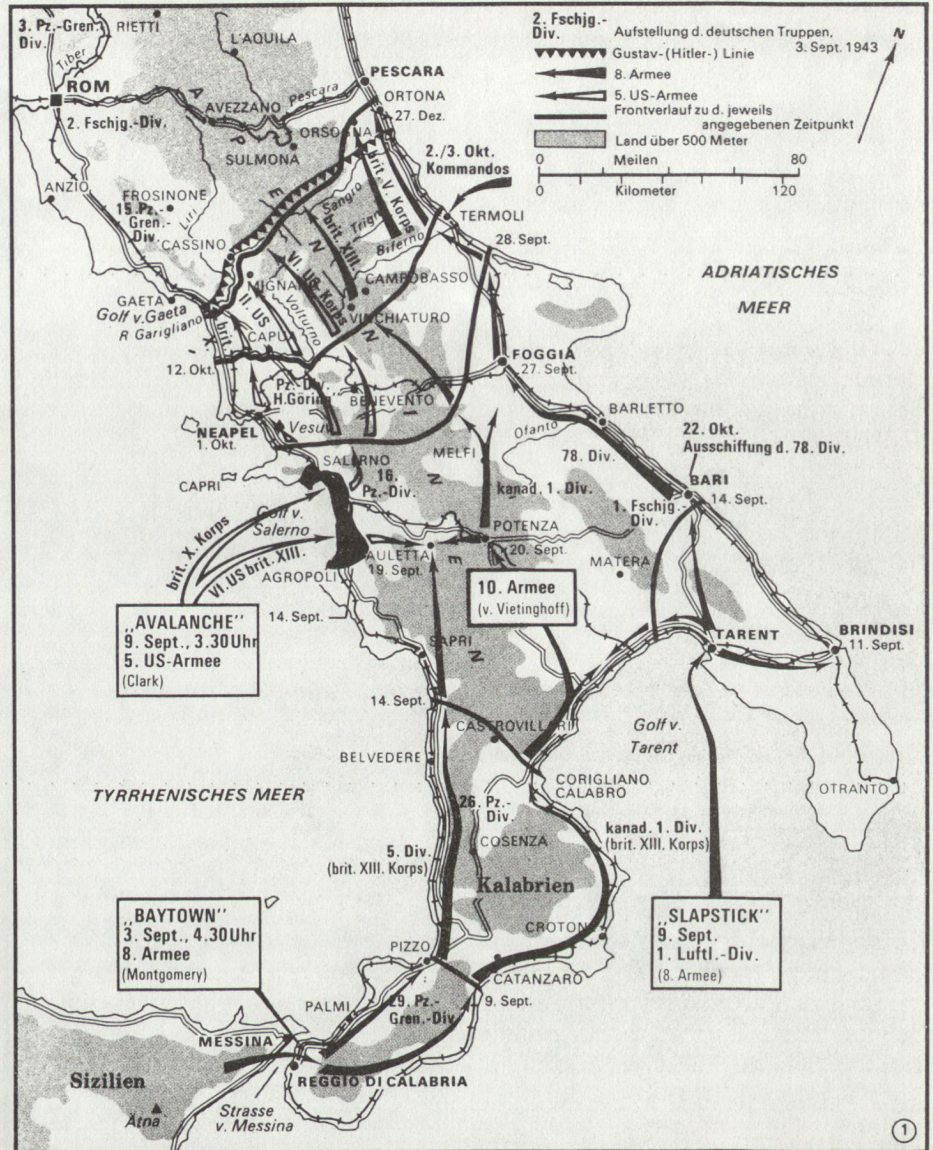 3. Pz.-Gren.-
Div.
RIETTI
Tiber
L'AQUILA
ROM
AVEZZANO
Pescara
PESCARA
ORTONA
27. Dez.
ORSOGNA
2. Fschjg.-Div.
SULMONA
A
P
E
N
N
I
N
E
N
2. Fschjg.-
Div.
Aufstellung d. deutschen Truppen,
3. Sept. 1943
Gustav-(Hitler-) Linie
8. Armee
5. US-Armee
Frontverlauf zu d. jeweils
angegebenen Zeitpunkt
Land über 500 Meter
0 Meilen 80
Kilometer
0 120
N
2./3. Okt.
Kommandos
ANZIO
FROSINONE
15. Pz.-
Gren.-
Div.
Liri
CASSINO
Sangro
Trigno
Biferno
brit. V. Korps
brit. XIII.
TERMOLI
28. Sept.
ADRIATISCHES
MEER
MIGNANO
VI. US Korps
II. US
Volturno
CAMPOBASSO
VINCHIATURO
GAETA
Golf v. Gaeta
R Garigliano
brit. X.
CAPUA
12. Okt.
FOGGIA
27. Sept.
Pz.-Div.
H.Göring"
BENEVENTO
Vesuv
NEAPEL
1. Okt.
BARLETTO
Ofanto
22. Okt.
Ausschiffung d. 78. Div.
78. Div.
SALERNO
MELFI
16.
Pz.-Div.
CAPRI
Golf v.
Salerno
kanad. 1. Div.
1. Fschjg.-
Div.
BARI
14. Sept.
brit. X. Korps
VI. US brit. XIII.
POTENZA
20. Sept.
AULETTA
19. Sept.
MATERA
AGROPOLI
14. Sept.
10. Armee
(v. Vietinghoff)
„AVALANCHE"
9. Sept., 3.30 Uhr
5. US-Armee
(Clark)
SAPRI
TARENT
BRINDISI
11. Sept.
14. Sept.
CASTROVILLARI
Golf v.
Tarent
BELVEDERE
CORIGLIANO
CALABRO
OTRANTO
TYRRHENISCHES MEER
26. Pz.-
Div.
COSENZA
kanad. 1. Div.
(brit. XIII. Korps)
5. Div.
(brit. XIII. Korps)
Kalabrien
„BAYTOWN"
3. Sept., 4.30 Uhr
8. Armee
(Montgomery)
CROTONE
„SLAPSTICK"
9. Sept.
1. Luftl.-Div.
(8. Armee)
PIZZO
CATANZARO
9. Sept.
PALMI
29. Pz.-
Gren.-Div
MESSINA
REGGIO DI CALABRIA
Sizilien
Ätna
Strasse
v. Messina
1